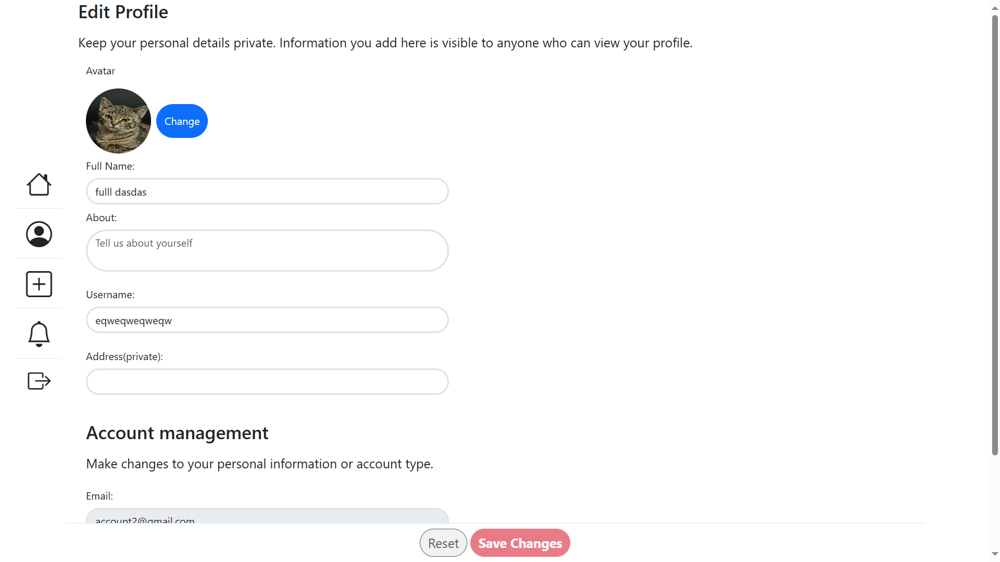 Edit Profile
Keep your personal details private. Information you add here is visible to anyone who can view your profile.
Avatar
Change
Full Name:
fulll dasdas
About:
Tell us about yourself
Username:
eqweqweqweqw
Address(private):
Account management
Make changes to your personal information or account type.
Email:
account2@gmail.com
Reset
Save Changes